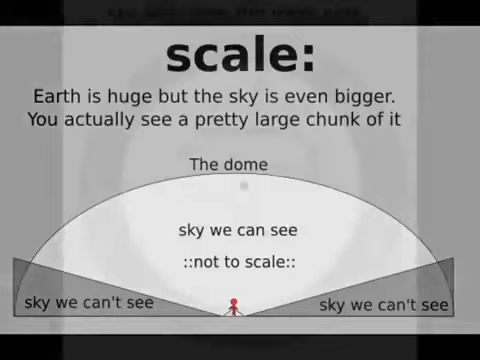 scale:
Earth is huge but the sky is even bigger.
You actually see a pretty large chunk of it
The dome
sky we can see
::not to scale::
sky we can't see
sky we can't see